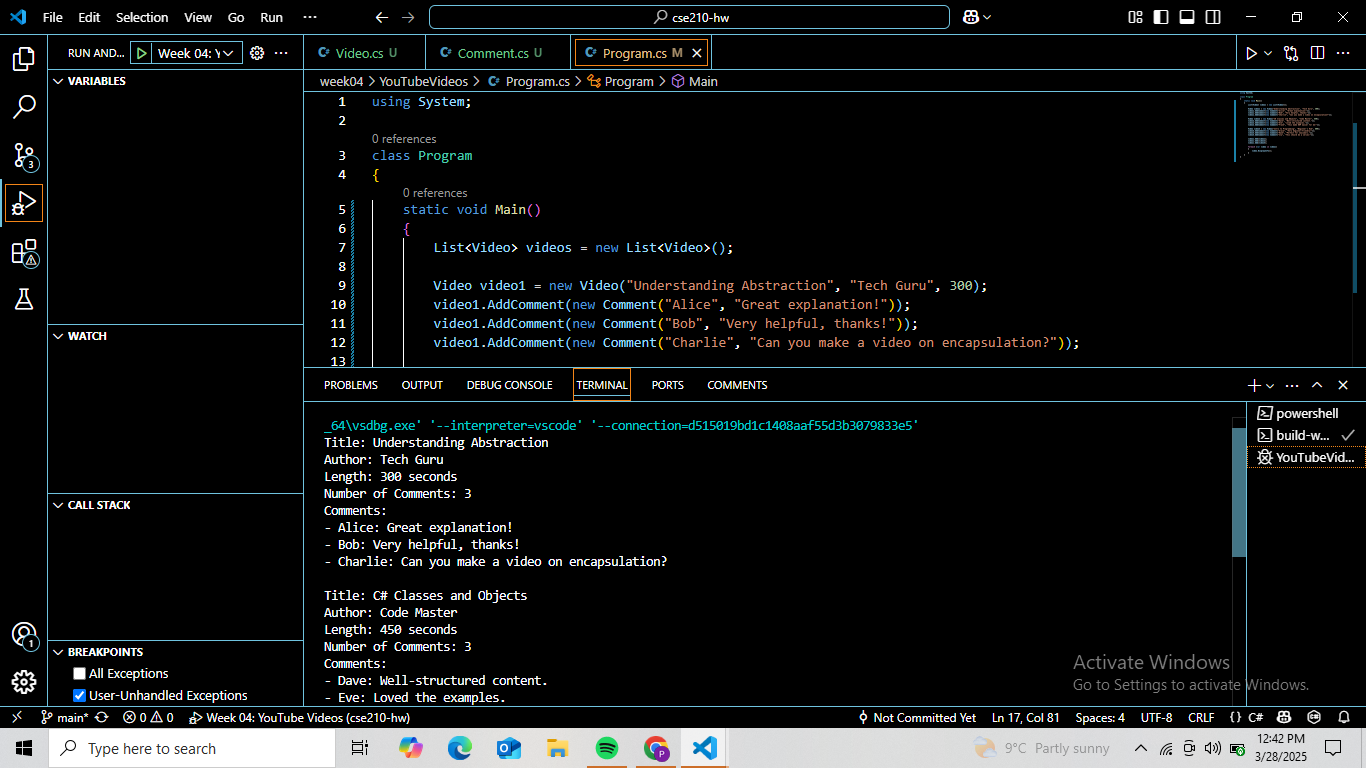 File Edit Selection View Go Run ··· cse210-hw
RUN AND... Week 04: Y ···
Video.cs U Comment.cs U Program.cs M
VARIABLES
week04 > YouTubeVideos > Program.cs > Program > Main
1 using System;
2
0 references
3 class Program
4 {
0 references
5 static void Main()
6 {
7 List<Video> videos = new List<Video>();
8
9 Video video1 = new Video("Understanding Abstraction", "Tech Guru", 300);
10 video1.AddComment(new Comment("Alice", "Great explanation!"));
11 video1.AddComment(new Comment("Bob", "Very helpful, thanks!"));
12 video1.AddComment(new Comment("Charlie", "Can you make a video on encapsulation?"));
13
WATCH
CALL STACK
BREAKPOINTS
All Exceptions
User-Unhandled Exceptions
3
1
PROBLEMS OUTPUT DEBUG CONSOLE TERMINAL PORTS COMMENTS
_64\vsdbg.exe' '--interpreter=vscode' '--connection=d515019bd1c1408aaf55d3b3079833e5'
Title: Understanding Abstraction
Author: Tech Guru
Length: 300 seconds
Number of Comments: 3
Comments:
- Alice: Great explanation!
- Bob: Very helpful, thanks!
- Charlie: Can you make a video on encapsulation?
Title: C# Classes and Objects
Author: Code Master
Length: 450 seconds
Number of Comments: 3
Comments:
- Dave: Well-structured content.
- Eve: Loved the examples.
powershell
build-w...
YouTubeVid...
Activate Windows
Go to Settings to activate Windows.
main* 0 0 Week 04: YouTube Videos (cse210-hw) Not Committed Yet Ln 17, Col 81 Spaces: 4 UTF-8 CRLF {} C#
Type here to search
9°C Partly sunny
12:42 PM
3/28/2025